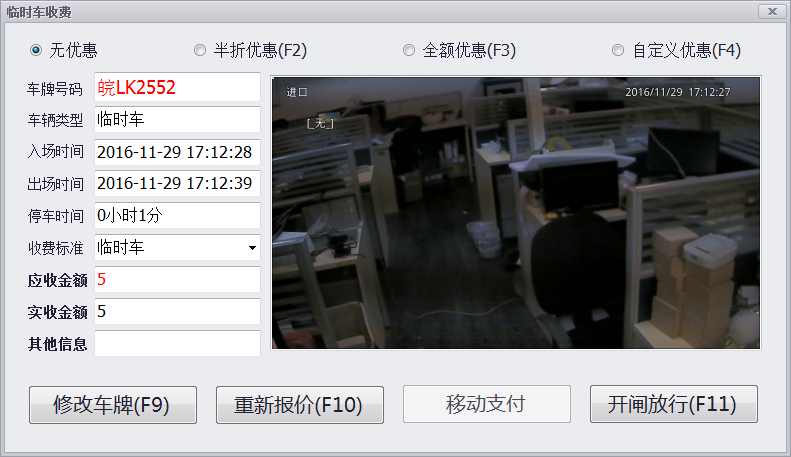 临时车收费
无优惠 半折优惠(F2) 全额优惠(F3) 自定义优惠(F4)
车牌号码 皖LK2552
车辆类型 临时车
入场时间 2016-11-29 17:12:28
出场时间 2016-11-29 17:12:39
停车时间 0小时1分
收费标准 临时车
应收金额 5
实收金额 5
其他信息
进口 2016/11/29 17:12:27
[_无_]
修改车牌(F9) 重新报价(F10) 移动支付 开闸放行(F11)